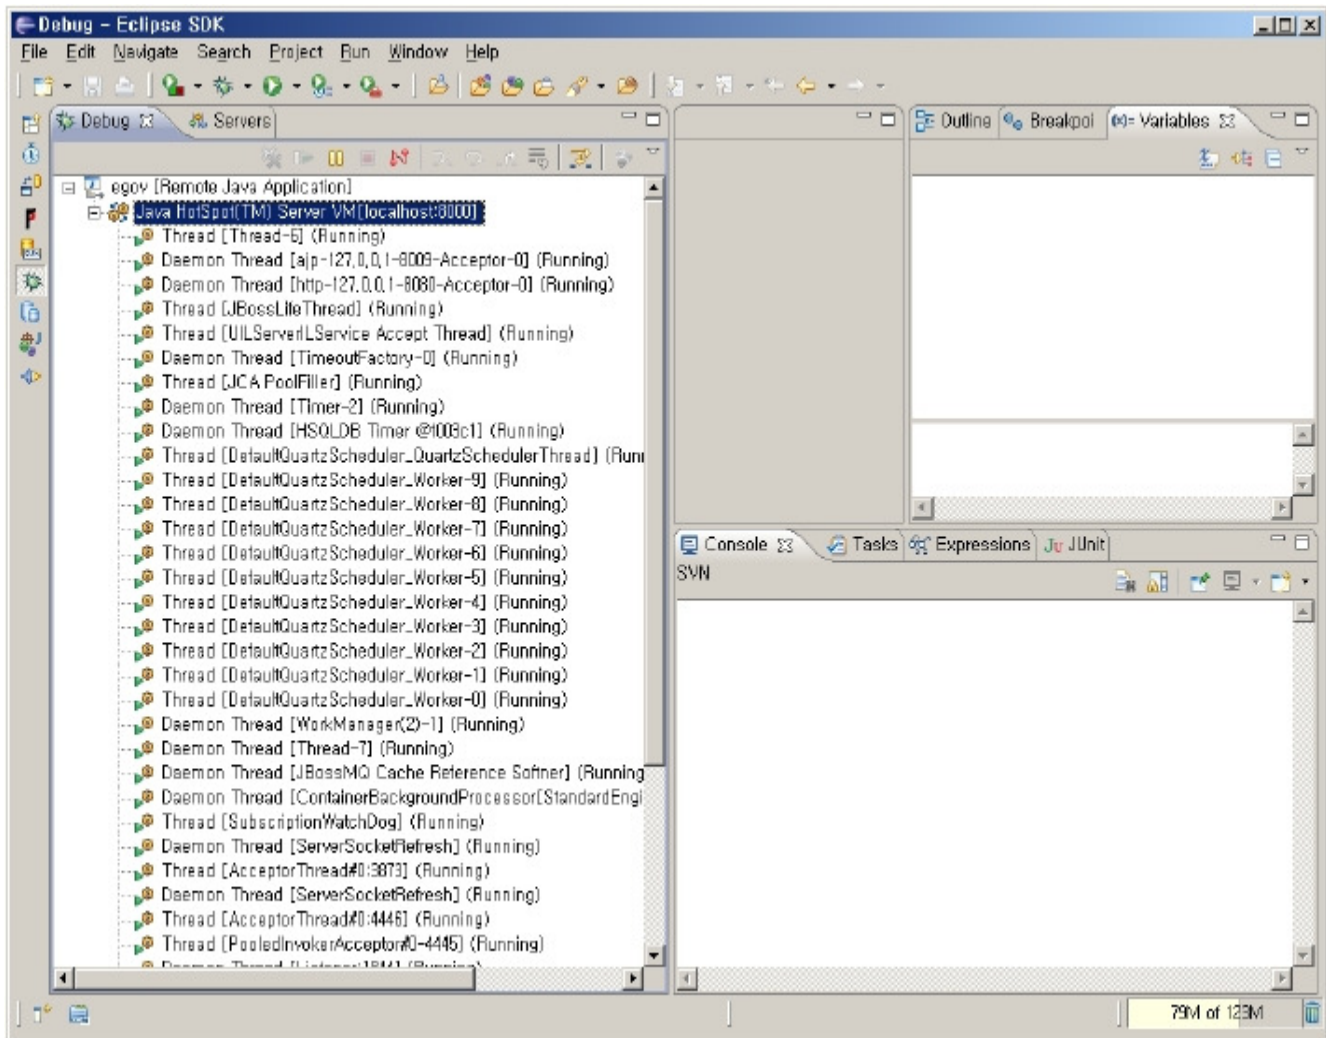 Debug - Eclipse SDK
File Edit Navigate Search Project Run Window Help
Debug Servers
Outline Breakpoi Variables
egov [Remote Java Application]
Java HotSpot(TM) Server VM[localhost:8000]
Thread [Thread-6] (Running)
Daemon Thread [ajp-127.0.0.1-8009-Acceptor-0] (Running)
Daemon Thread [http-127.0.0.1-8080-Acceptor-0] (Running)
Thread [JBossLifeThread] (Running)
Thread [UILServerILService Accept Thread] (Running)
Daemon Thread [TimeoutFactory-0] (Running)
Thread [JCA PoolFiller] (Running)
Daemon Thread [Timer-2] (Running)
Daemon Thread [HSQLDB Timer @f003c1] (Running)
Thread [DefaultQuartzScheduler_QuartzSchedulerThread] (Runn
Thread [DefaultQuartzScheduler_Worker-9] (Running)
Thread [DefaultQuartzScheduler_Worker-8] (Running)
Thread [DefaultQuartzScheduler_Worker-7] (Running)
Thread [DefaultQuartzScheduler_Worker-6] (Running)
Thread [DefaultQuartzScheduler_Worker-5] (Running)
Thread [DefaultQuartzScheduler_Worker-4] (Running)
Thread [DefaultQuartzScheduler_Worker-3] (Running)
Thread [DefaultQuartzScheduler_Worker-2] (Running)
Thread [DefaultQuartzScheduler_Worker-1] (Running)
Thread [DefaultQuartzScheduler_Worker-0] (Running)
Daemon Thread [WorkManager(2)-1] (Running)
Daemon Thread [Thread-7] (Running)
Daemon Thread [JBossMQ Cache Reference Softner] (Running
Daemon Thread [ContainerBackgroundProcessor[StandardEngi
Thread [SubscriptionWatchDog] (Running)
Daemon Thread [ServerSocketRefresh] (Running)
Thread [AcceptorThread#0:3873] (Running)
Daemon Thread [ServerSocketRefresh] (Running)
Thread [AcceptorThread#0:4446] (Running)
Thread [PooledInvokerAcceptor#0-4445] (Running)
Console Tasks Expressions JUnit
SVN
79M of 123M